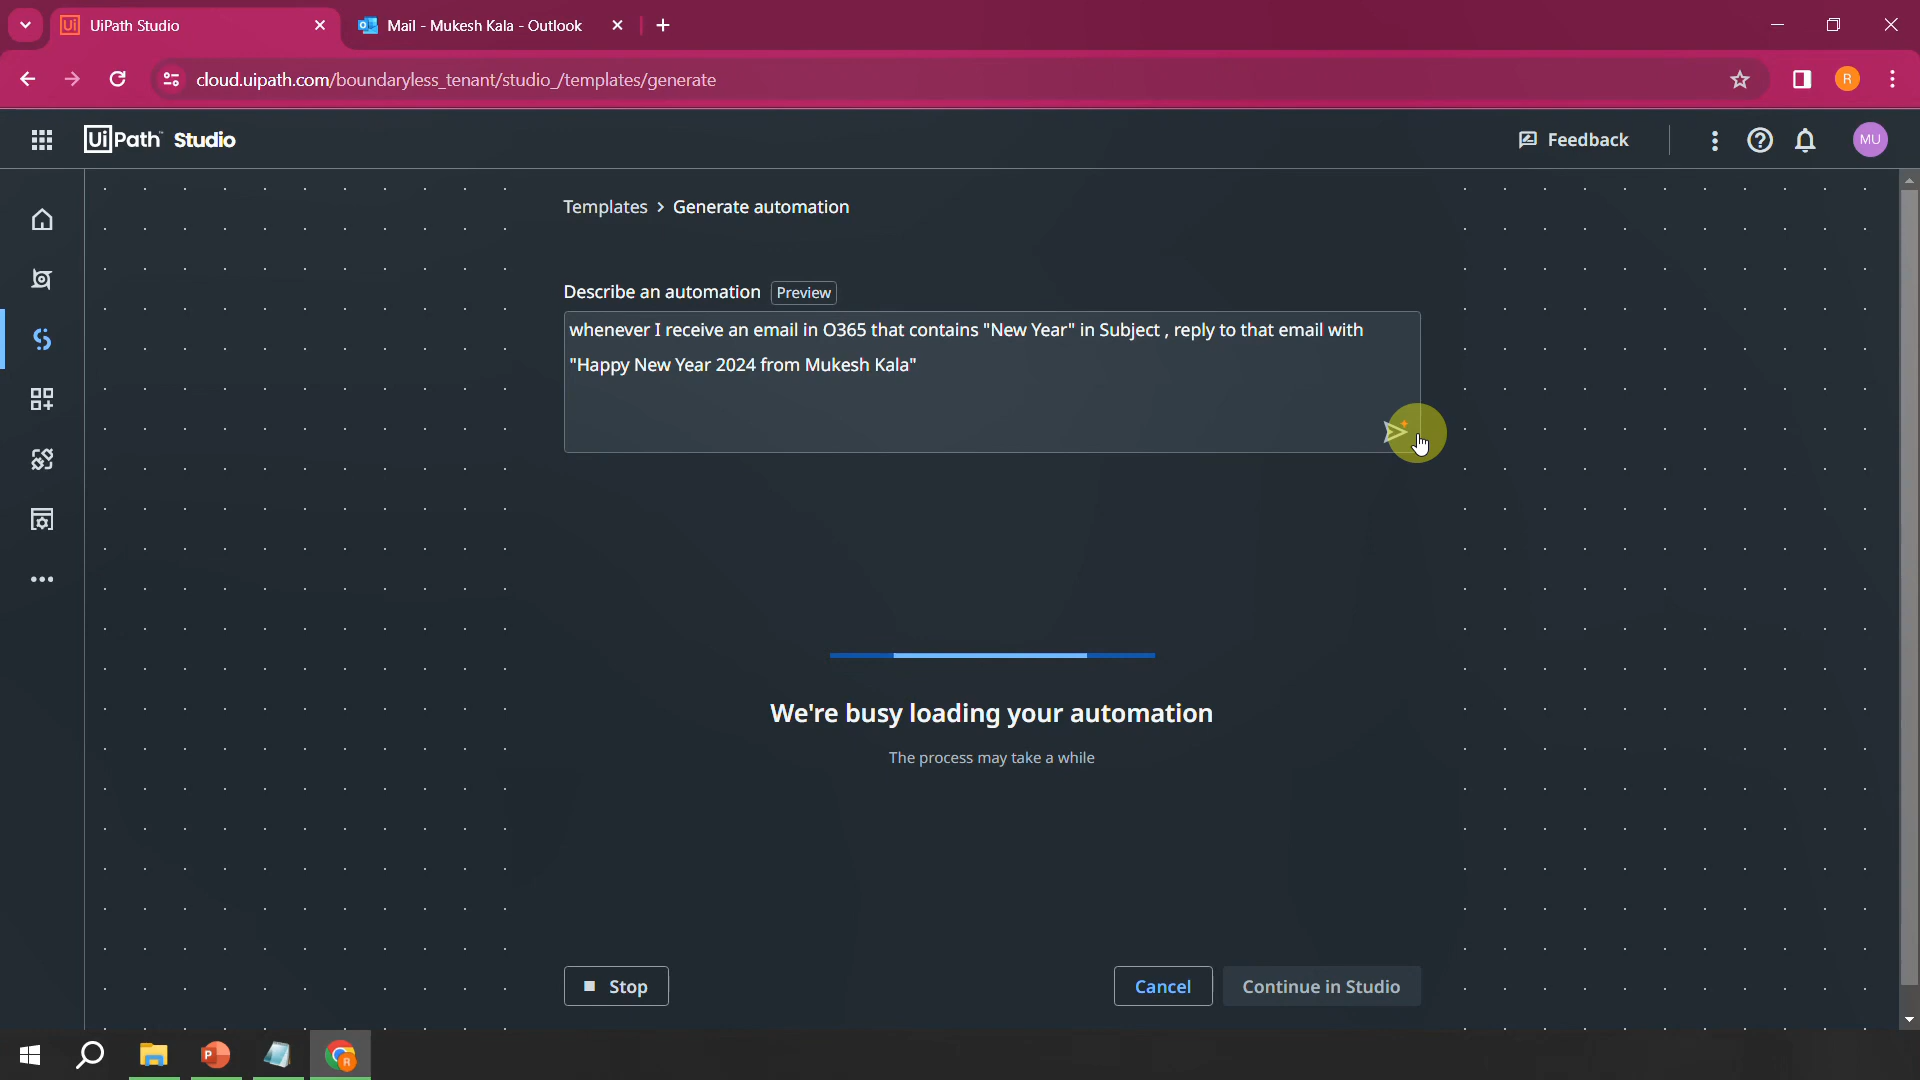 UiPath Studio
Mail - Mukesh Kala - Outlook
cloud.uipath.com/boundaryless_tenant/studio_/templates/generate
R
UiPath Studio
Feedback
MU
Templates > Generate automation
Describe an automation Preview
whenever I receive an email in O365 that contains "New Year" in Subject , reply to that email with
"Happy New Year 2024 from Mukesh Kala"
We're busy loading your automation
The process may take a while
Stop
Cancel
Continue in Studio